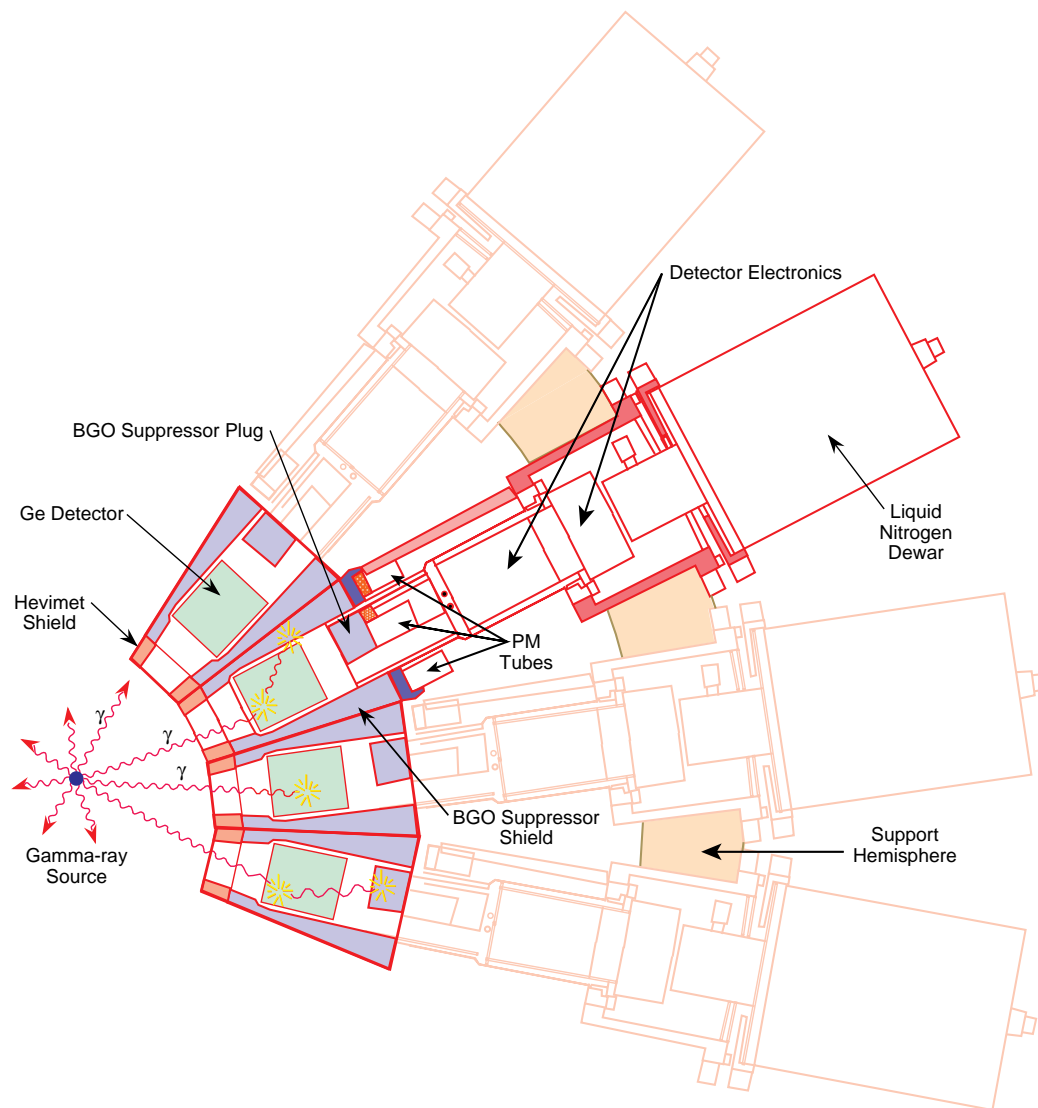 Detector Electronics
BGO Suppressor Plug
Ge Detector
Liquid
Nitrogen
Dewar
Hevimet
Shield
PM
Tubes
γ
γ
γ
BGO Suppressor
Shield
Support
Hemisphere
Gamma-ray
Source